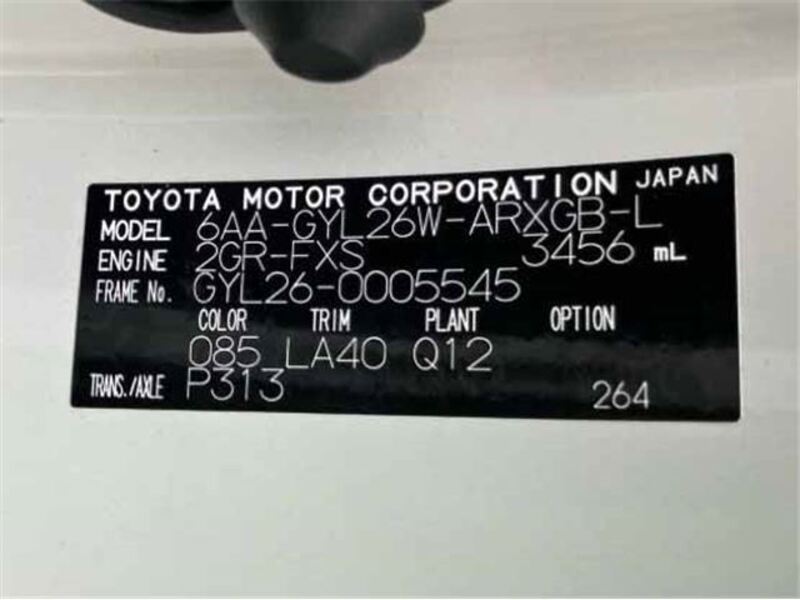 TOYOTA MOTOR CORPORATION JAPAN
MODEL 6AA-GYL26W-ARXGB-L
ENGINE 2GR-FXS 3456 mL
FRAME No. GYL26-0005545
COLOR TRIM PLANT OPTION
085 LA40 Q12
TRANS./AXLE P313 264